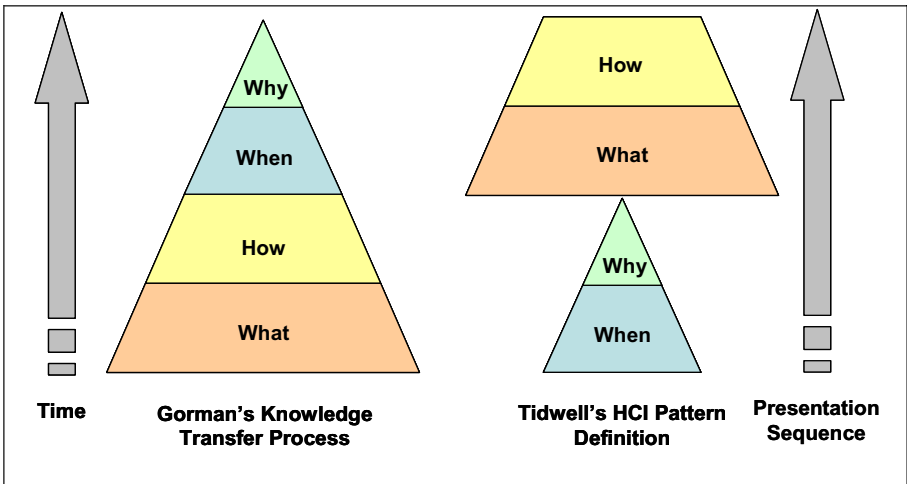 Why
When
How
What
How
What
Why
When
Time
Gorman's Knowledge
Transfer Process
Tidwell's HCI Pattern
Definition
Presentation
Sequence